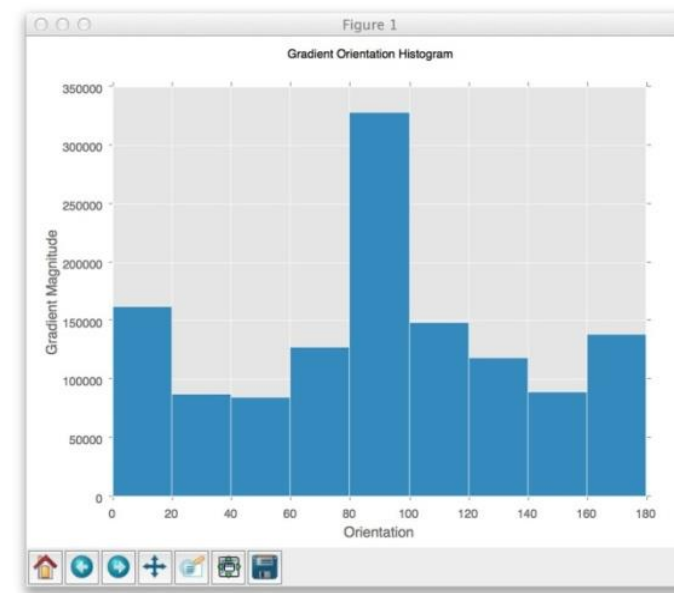 Figure 1
Gradient Orientation Histogram
350000
300000
250000
200000
150000
100000
50000
0
Gradient Magnitude
0 20 40 60 80 100 120 140 160 180
Orientation